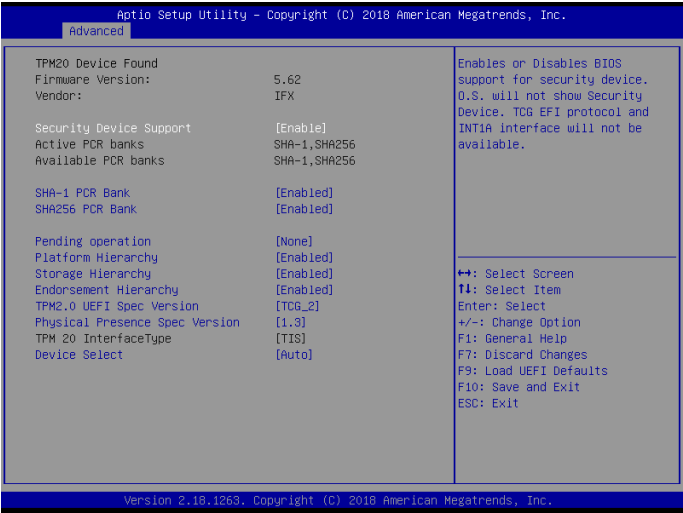 Aptio Setup Utility – Copyright (C) 2018 American Megatrends, Inc.
Advanced
TPM20 Device Found
Firmware Version: 5.62
Vendor: IFX
Security Device Support [Enable]
Active PCR banks SHA-1,SHA256
Available PCR banks SHA-1,SHA256
SHA-1 PCR Bank [Enabled]
SHA256 PCR Bank [Enabled]
Pending operation [None]
Platform Hierarchy [Enabled]
Storage Hierarchy [Enabled]
Endorsement Hierarchy [Enabled]
TPM2.0 UEFI Spec Version [TCG_2]
Physical Presence Spec Version [1.3]
TPM 20 InterfaceType [TIS]
Device Select [Auto]
Enables or Disables BIOS
support for security device.
O.S. will not show Security
Device. TCG EFI protocol and
INT1A interface will not be
available.
↔: Select Screen
↑↓: Select Item
Enter: Select
+/-: Change Option
F1: General Help
F7: Discard Changes
F9: Load UEFI Defaults
F10: Save and Exit
ESC: Exit
Version 2.18.1263. Copyright (C) 2018 American Megatrends, Inc.